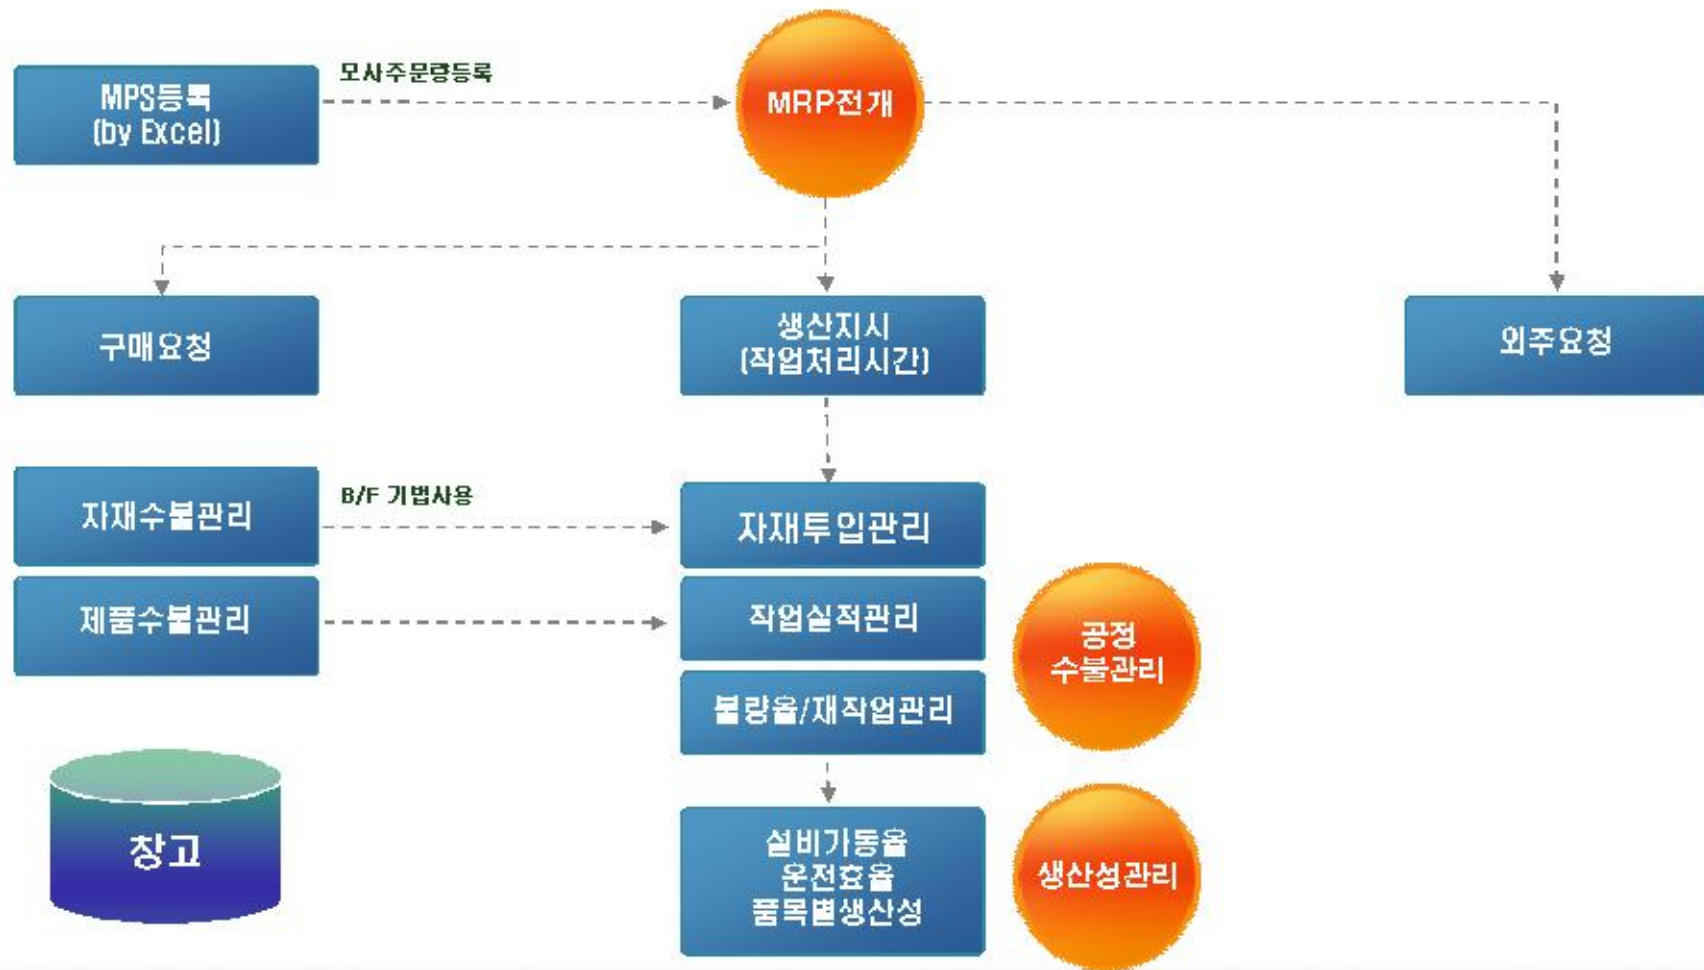 모사주문량등록
MPS등록
(by Excel)
MRP전개
구매요청
생산지시
(작업처리시간)
외주요청
자재수불관리
B/F 기법사용
자재투입관리
제품수불관리
작업실적관리
공정
수불관리
불량율/재작업관리
창고
설비가동율
운전효율
품목별생산성
생산성관리